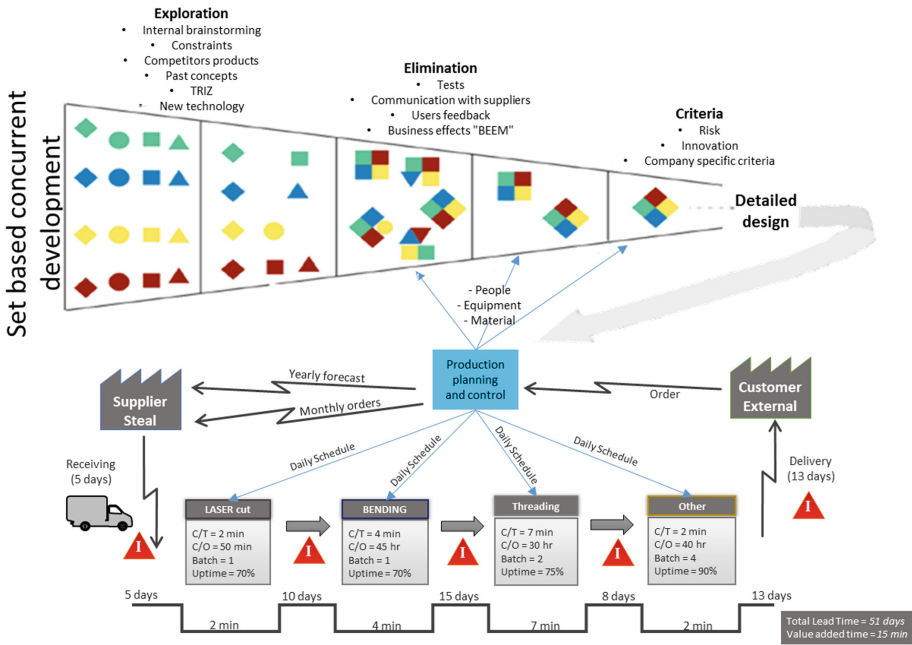 Exploration
• Internal brainstorming
• Constraints
• Competitors products
• Past concepts
• TRIZ
• New technology
Elimination
• Tests
• Communication with suppliers
• Users feedback
• Business effects "BEEM"
Criteria
• Risk
• Innovation
• Company specific criteria
Set based concurrent
development
Detailed
design
- People
- Equipment
- Material
Production
planning
and control
Supplier
Steal
Yearly forecast
Monthly orders
Order
Customer
External
Receiving
(5 days)
Daily Schedule
Daily Schedule
Daily Schedule
Daily Schedule
Delivery
(13 days)
LASER cut
C/T = 2 min
C/O = 50 min
Batch = 1
Uptime = 70%
BENDING
C/T = 4 min
C/O = 45 hr
Batch = 1
Uptime = 70%
Threading
C/T = 7 min
C/O = 30 hr
Batch = 2
Uptime = 75%
Other
C/T = 2 min
C/O = 40 hr
Batch = 4
Uptime = 90%
I
I
I
I
I
5 days
10 days
15 days
8 days
13 days
2 min
4 min
7 min
2 min
Total Lead Time = 51 days
Value added time = 15 min